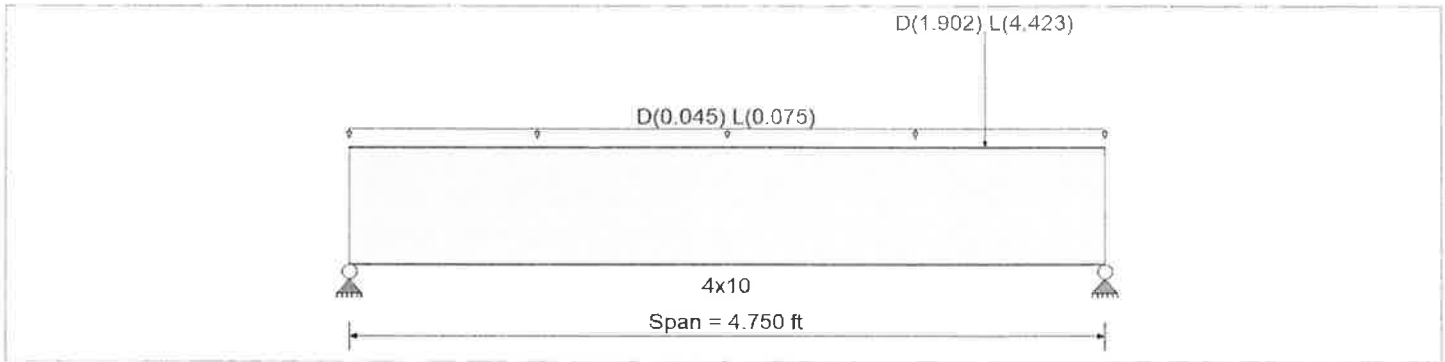 D(1.902) L(4.423)
D(0.045) L(0.075)
4x10
Span = 4.750 ft